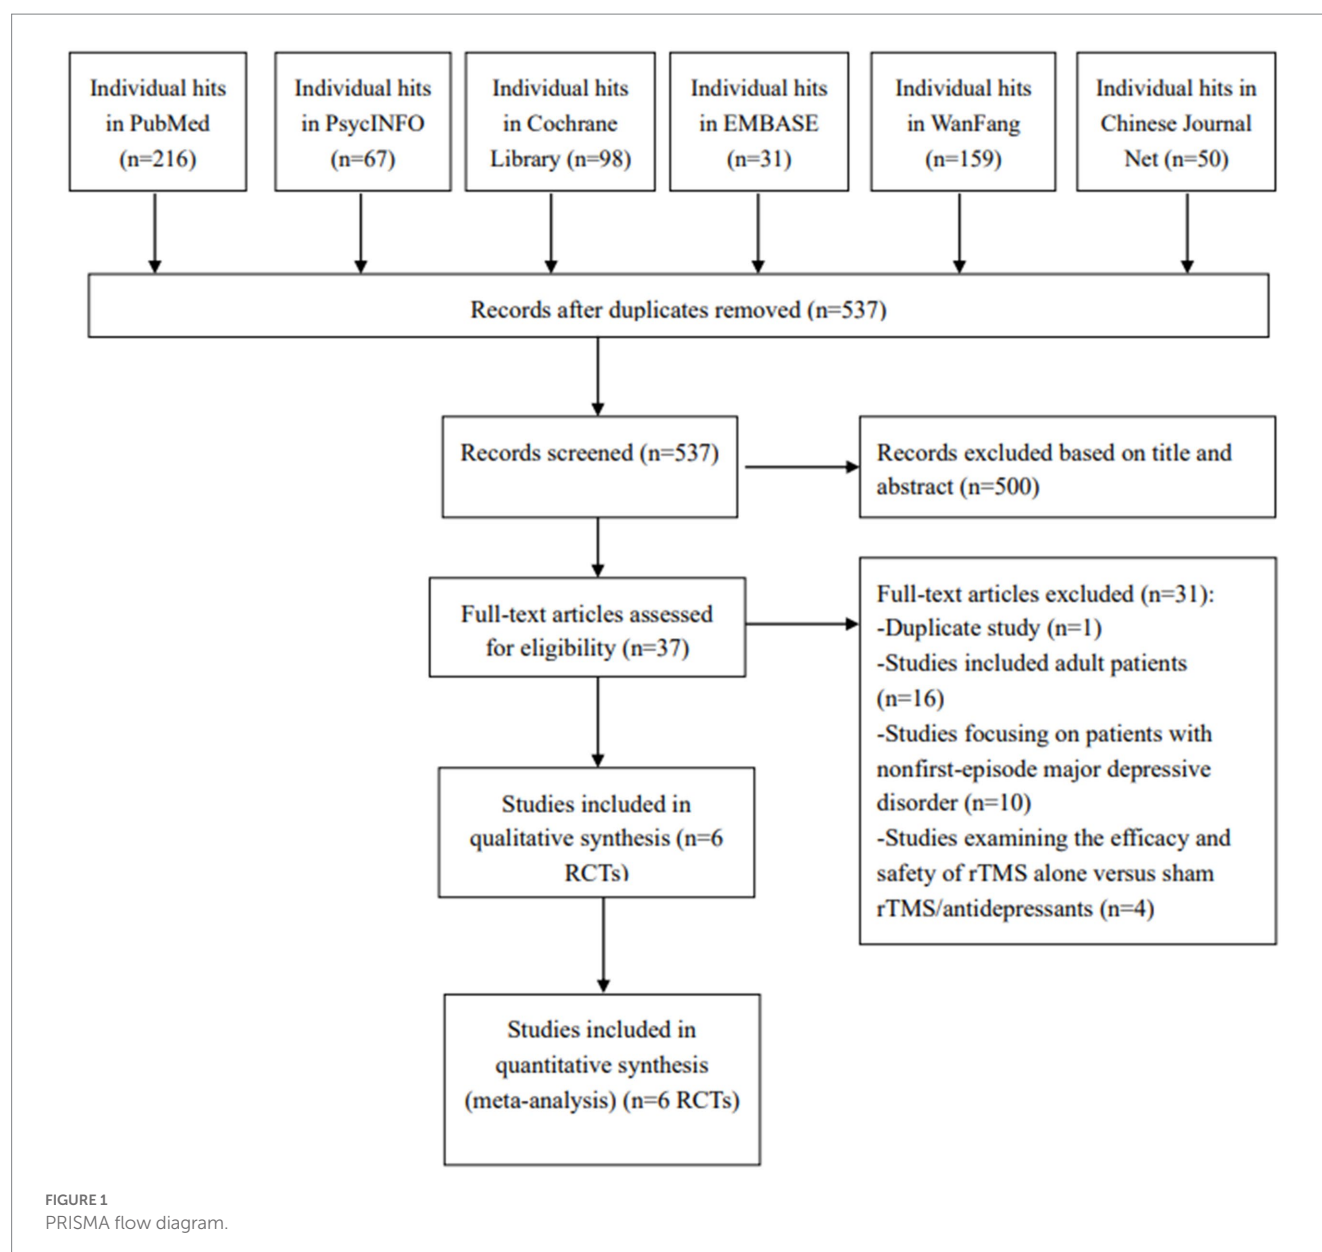 Individual hits
in PubMed
(n=216)
Individual hits
in PsycINFO
(n=67)
Individual hits
in Cochrane
Library (n=98)
Individual hits
in EMBASE
(n=31)
Individual hits
in WanFang
(n=159)
Individual hits in
Chinese Journal
Net (n=50)
Records after duplicates removed (n=537)
Records screened (n=537)
Records excluded based on title and
abstract (n=500)
Full-text articles assessed
for eligibility (n=37)
Full-text articles excluded (n=31):
-Duplicate study (n=1)
-Studies included adult patients
(n=16)
-Studies focusing on patients with
nonfirst-episode major depressive
disorder (n=10)
-Studies examining the efficacy and
safety of rTMS alone versus sham
rTMS/antidepressants (n=4)
Studies included in
qualitative synthesis (n=6
RCTs)
Studies included in
quantitative synthesis
(meta-analysis) (n=6 RCTs)
FIGURE 1
PRISMA flow diagram.